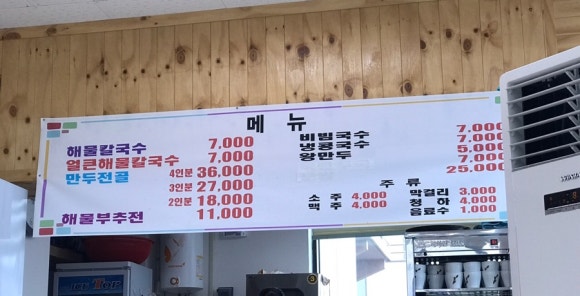 메뉴
해물칼국수 7,000
얼큰해물칼국수 7,000
만두전골 4인분 36,000
3인분 27,000
2인분 18,000
해물부추전 11,000
비빔국수 7,000
냉콩국수 7,000
왕만두 5,000
7,000
25,000
주류
소주 4,000
맥주 4,000
막걸리 3,000
청하 4,000
음료수 1,000